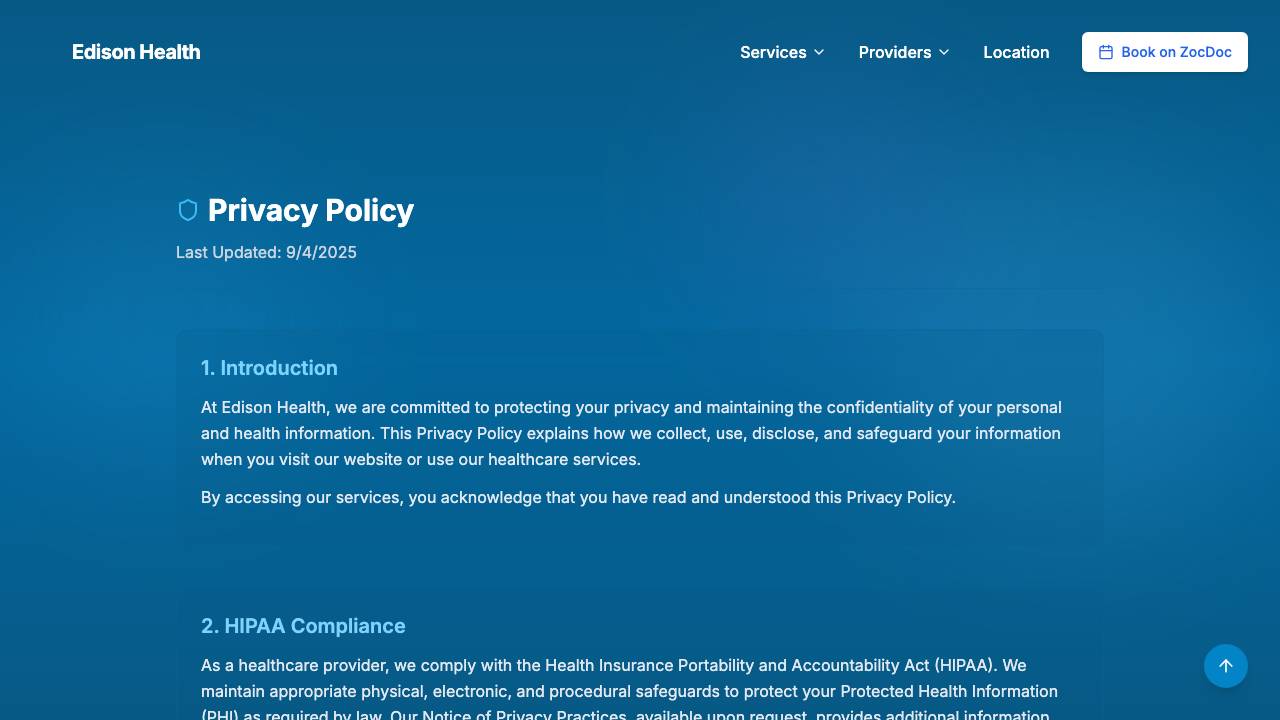 Edison Health
Services
Providers
Location
Book on ZocDoc
Privacy Policy
Last Updated: 9/4/2025
1. Introduction
At Edison Health, we are committed to protecting your privacy and maintaining the confidentiality of your personal
and health information. This Privacy Policy explains how we collect, use, disclose, and safeguard your information
when you visit our website or use our healthcare services.
By accessing our services, you acknowledge that you have read and understood this Privacy Policy.
2. HIPAA Compliance
As a healthcare provider, we comply with the Health Insurance Portability and Accountability Act (HIPAA). We
maintain appropriate physical, electronic, and procedural safeguards to protect your Protected Health Information
(PHI) as required by law. Our Notice of Privacy Practices, available upon request, provides additional information